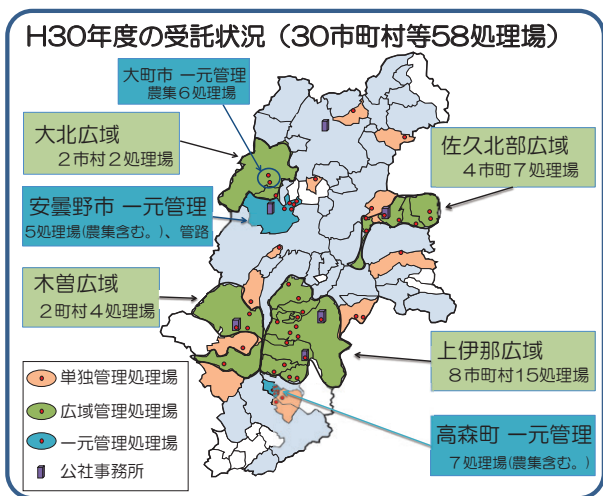 H30年度の受託状況（30市町村等58処理場）
大町市 一元管理
農集６処理場
大北広域
２市村２処理場
佐久北部広域
４市町７処理場
安曇野市 一元管理
5処理場(農集含む。)、管路
木曽広域
２町村４処理場
上伊那広域
８市町村15処理場
単独管理処理場
広域管理処理場
一元管理処理場
公社事務所
高森町 一元管理
７処理場(農集含む。)